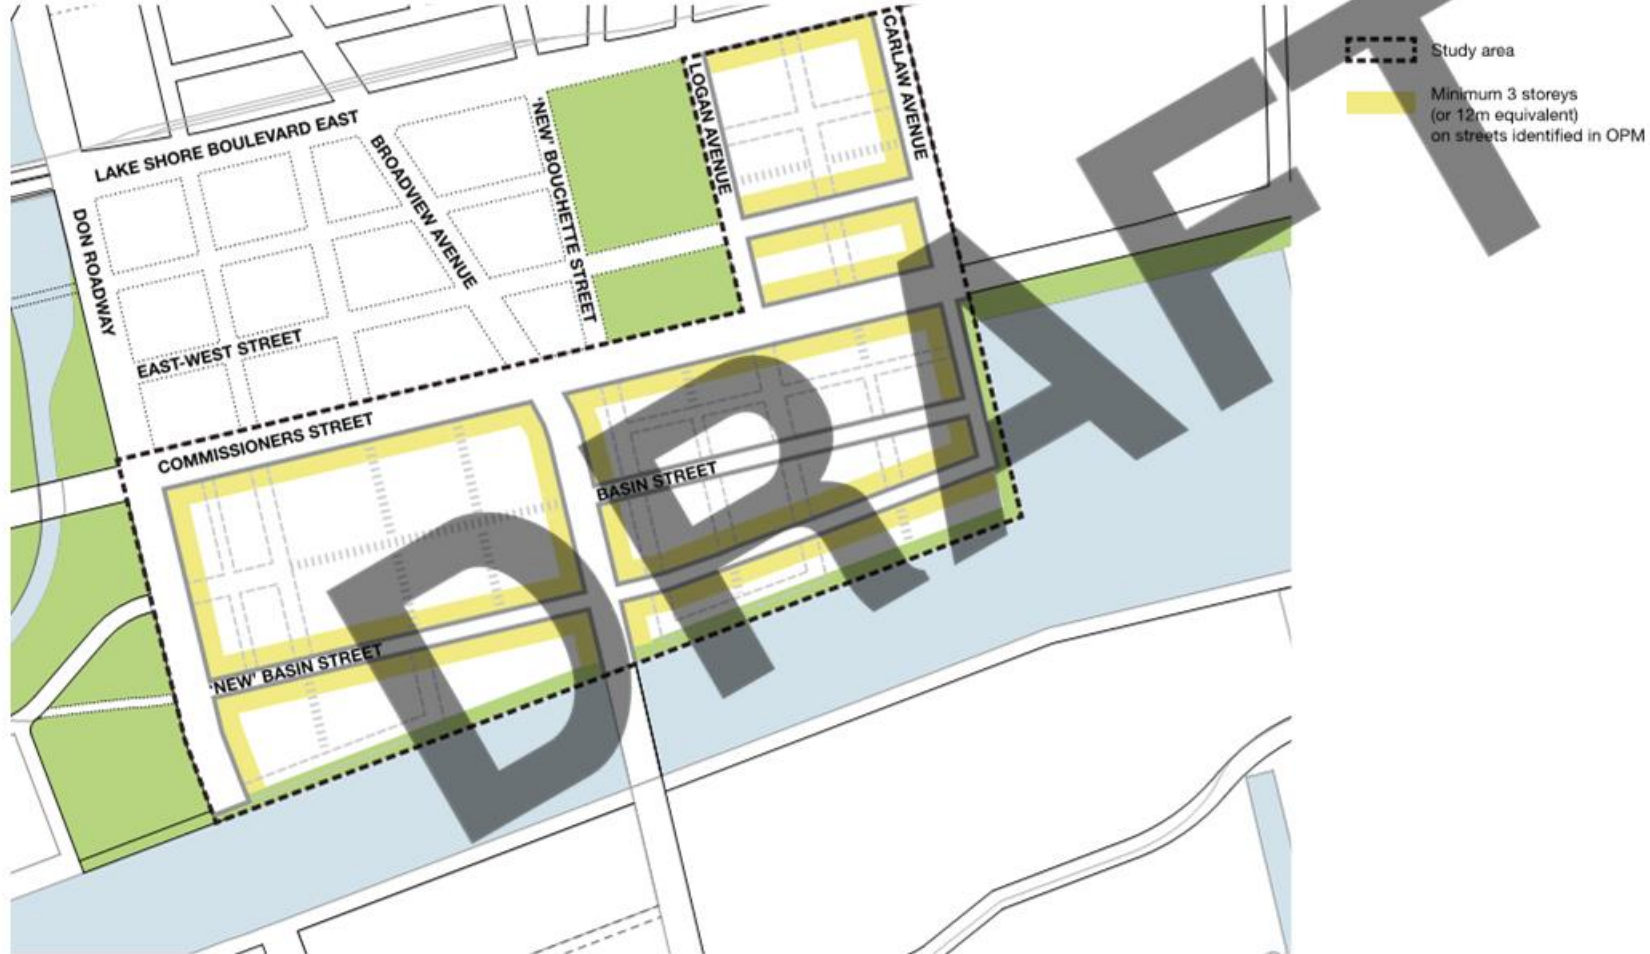 CARLAW AVENUE
LOGAN AVENUE
Study area
Minimum 3 storeys
(or 12m equivalent)
on streets identified in OPM
LAKE SHORE BOULEVARD EAST
BROADVIEW AVENUE
'NEW' BOUCHETTE STREET
DON ROADWAY
EAST-WEST STREET
COMMISSIONERS STREET
BASIN STREET
'NEW' BASIN STREET
DRAFT